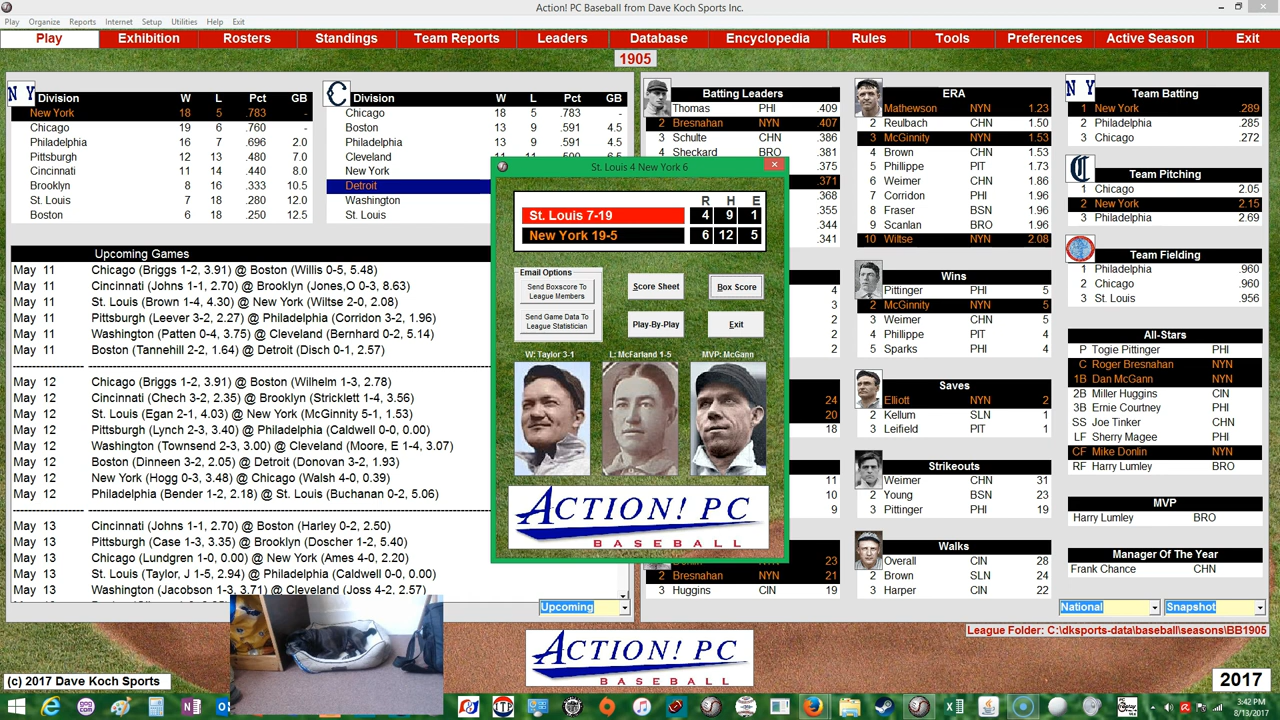 Action! PC Baseball from Dave Koch Sports Inc.
Play Organize Reports Internet Setup Utilities Help Exit
Play Exhibition Rosters Standings Team Reports Leaders Database Encyclopedia Rules Tools Preferences Active Season Exit
1905
N Y Division W L Pct GB
New York 18 5 .783 -
Chicago 19 6 .760 -
Philadelphia 16 7 .696 2.0
Pittsburgh 12 13 .480 7.0
Cincinnati 11 14 .440 8.0
Brooklyn 8 16 .333 10.5
St. Louis 7 18 .280 12.0
Boston 6 18 .250 12.5
C Division W L Pct GB
Chicago 18 5 .783 -
Boston 13 9 .591 4.5
Philadelphia 13 9 .591 4.5
Cleveland
New York
Detroit
Washington
St. Louis
Upcoming Games
May 11 Chicago (Briggs 1-2, 3.91) @ Boston (Willis 0-5, 5.48)
May 11 Cincinnati (Johns 1-1, 2.70) @ Brooklyn (Jones,O 0-3, 8.63)
May 11 St. Louis (Brown 1-4, 4.30) @ New York (Wiltse 2-0, 2.08)
May 11 Pittsburgh (Leever 3-2, 2.27) @ Philadelphia (Corridon 3-2, 1.96)
May 11 Washington (Patten 0-4, 3.75) @ Cleveland (Bernhard 0-2, 5.14)
May 11 Boston (Tannehill 2-2, 1.64) @ Detroit (Disch 0-1, 2.57)
May 12 Chicago (Briggs 1-2, 3.91) @ Boston (Wilhelm 1-3, 2.78)
May 12 Cincinnati (Chech 3-2, 2.35) @ Brooklyn (Stricklett 1-4, 3.56)
May 12 St. Louis (Egan 2-1, 4.03) @ New York (McGinnity 5-1, 1.53)
May 12 Pittsburgh (Lynch 2-3, 3.40) @ Philadelphia (Caldwell 0-0, 0.00)
May 12 Washington (Townsend 2-3, 3.00) @ Cleveland (Moore, E 1-4, 3.07)
May 12 Boston (Dinneen 3-2, 2.05) @ Detroit (Donovan 3-2, 1.93)
May 12 New York (Hogg 0-3, 3.48) @ Chicago (Walsh 4-0, 0.39)
May 12 Philadelphia (Bender 1-2, 2.18) @ St. Louis (Buchanan 0-2, 5.06)
May 13 Cincinnati (Johns 1-1, 2.70) @ Boston (Harley 0-2, 2.50)
May 13 Pittsburgh (Case 1-3, 3.35) @ Brooklyn (Doscher 1-2, 5.40)
May 13 Chicago (Lundgren 1-0, 0.00) @ New York (Ames 4-0, 2.20)
May 13 St. Louis (Taylor, J 1-5, 2.94) @ Philadelphia (Caldwell 0-0, 0.00)
May 13 Washington (Jacobson 1-3, 3.71) @ Cleveland (Joss 4-2, 2.57)
Upcoming
St. Louis 4 New York 6
R H E
St. Louis 7-19 4 9 1
New York 19-5 6 12 5
Email Options
Send Boxscore To
League Members
Send Game Data To
League Statistician
Score Sheet Box Score
Play-By-Play Exit
W: Taylor 3-1 L: McFarland 1-5 MVP: McGann
ACTION! PC
BASEBALL
Batting Leaders
Thomas PHI .409
2 Bresnahan NYN .407
3 Schulte CHN .386
4 Sheckard BRO .381
.375
.371
.368
.355
.344
.341
4
3
2
2
2
24
20
18
11
10
9
23
2 Bresnahan NYN 21
3 Huggins CIN 19
ERA
Mathewson NYN 1.23
2 Reulbach CHN 1.50
3 McGinnity NYN 1.53
4 Brown CHN 1.56
5 Phillippe PIT 1.73
6 Weimer CHN 1.86
7 Corridon PHI 1.96
8 Fraser BSN 1.96
9 Scanlan BRO 1.96
10 Wiltse NYN 2.08
Wins
Pittinger PHI 5
2 McGinnity NYN 5
3 Weimer CHN 5
4 Phillippe PIT 4
5 Sparks PHI 4
Saves
Elliott NYN 2
2 Kellum SLN 1
3 Leifield PIT 1
Strikeouts
Weimer CHN 31
2 Young BSN 23
3 Pittinger PHI 19
Walks
Overall CIN 28
2 Brown SLN 24
3 Harper CIN 22
N Y Team Batting
1 New York .289
2 Philadelphia .285
3 Chicago .272
C Team Pitching
1 Chicago 2.05
2 New York 2.15
3 Philadelphia 2.69
Team Fielding
1 Philadelphia .960
2 Chicago .960
3 St. Louis .956
All-Stars
P Togie Pittinger PHI
C Roger Bresnahan NYN
1B Dan McGann NYN
2B Miller Huggins CIN
3B Ernie Courtney PHI
SS Joe Tinker CHN
LF Sherry Magee PHI
CF Mike Donlin NYN
RF Harry Lumley BRO
MVP
Harry Lumley BRO
Manager Of The Year
Frank Chance CHN
National Snapshot
League Folder: C:\dksports-data\baseball\seasons\BB1905
ACTION! PC
BASEBALL
(c) 2017 Dave Koch Sports
2017
3:42 PM
8/13/2017